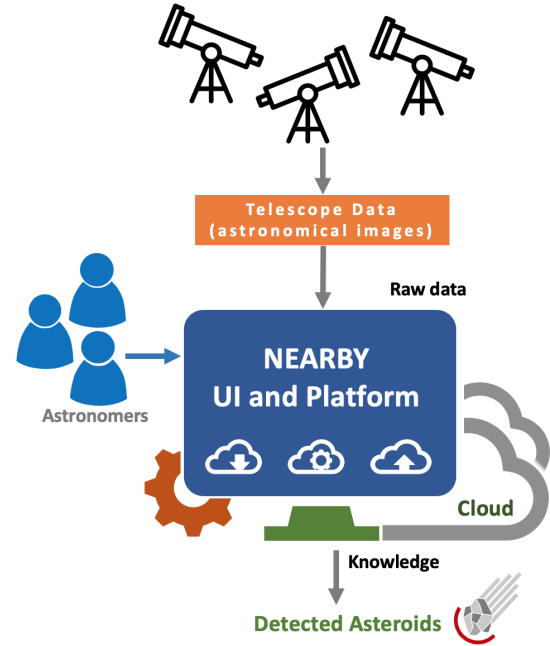 Telescope Data
(astronomical images)
Raw data
NEARBY
UI and Platform
Astronomers
Cloud
Knowledge
Detected Asteroids